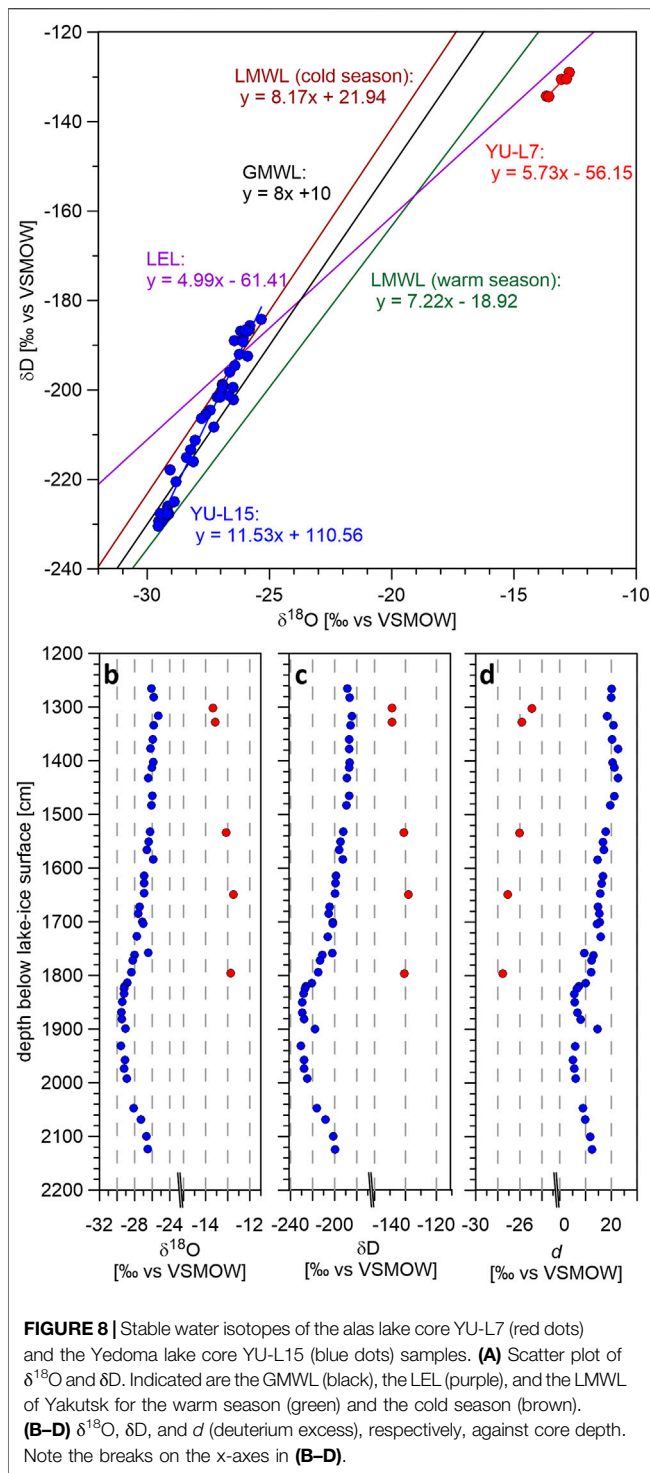 -120
-140
-160
-180
-200
-220
-240
δD [‰ vs VSMOW]
LMWL (cold season):
y = 8.17x + 21.94
GMWL:
y = 8x +10
YU-L7:
y = 5.73x - 56.15
LEL:
y = 4.99x - 61.41
LMWL (warm season):
y = 7.22x - 18.92
YU-L15:
y = 11.53x + 110.56
-30
-25
-20
-15
-10
δ18O [‰ vs VSMOW]
b
c
d
1200
1300
1400
1500
1600
1700
1800
1900
2000
2100
2200
depth below lake-ice surface [cm]
-32 -28 -24 -14 -12
δ18O
[‰ vs VSMOW]
-240 -200 -140 -120
δD
[‰ vs VSMOW]
-30 -26 0 20
d
[‰ vs VSMOW]
FIGURE 8 | Stable water isotopes of the alas lake core YU-L7 (red dots)
and the Yedoma lake core YU-L15 (blue dots) samples. (A) Scatter plot of
δ18O and δD. Indicated are the GMWL (black), the LEL (purple), and the LMWL
of Yakutsk for the warm season (green) and the cold season (brown).
(B–D) δ18O, δD, and d (deuterium excess), respectively, against core depth.
Note the breaks on the x-axes in (B–D).